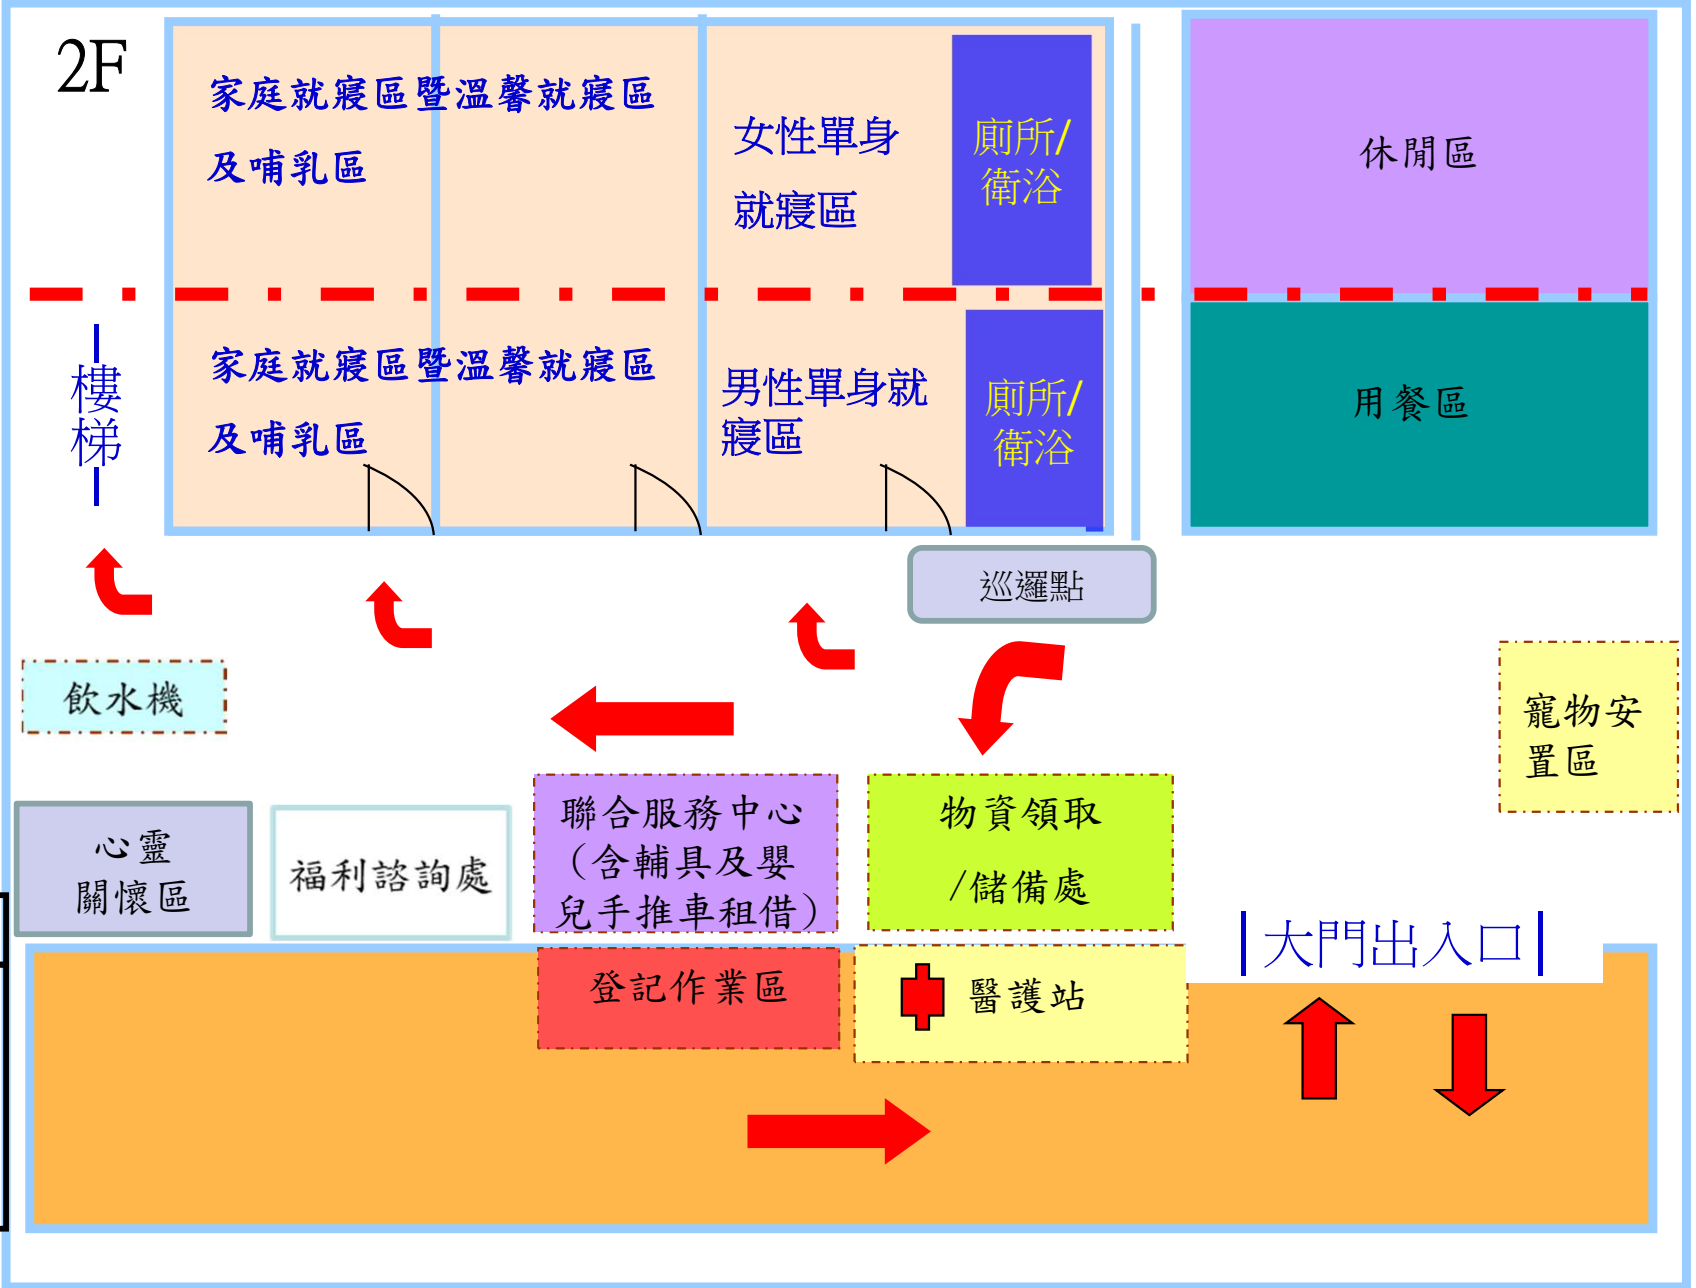 2F
家庭就寢區暨溫馨就寢區
及哺乳區
女性單身
就寢區
廁所/
衛浴
休閒區
樓
梯
家庭就寢區暨溫馨就寢區
及哺乳區
男性單身就
寢區
廁所/
衛浴
用餐區
巡邏點
飲水機
寵物安
置區
心靈
關懷區
福利諮詢處
聯合服務中心
（含輔具及嬰
兒手推車租借）
物資領取
/儲備處
大門出入口
登記作業區
醫護站